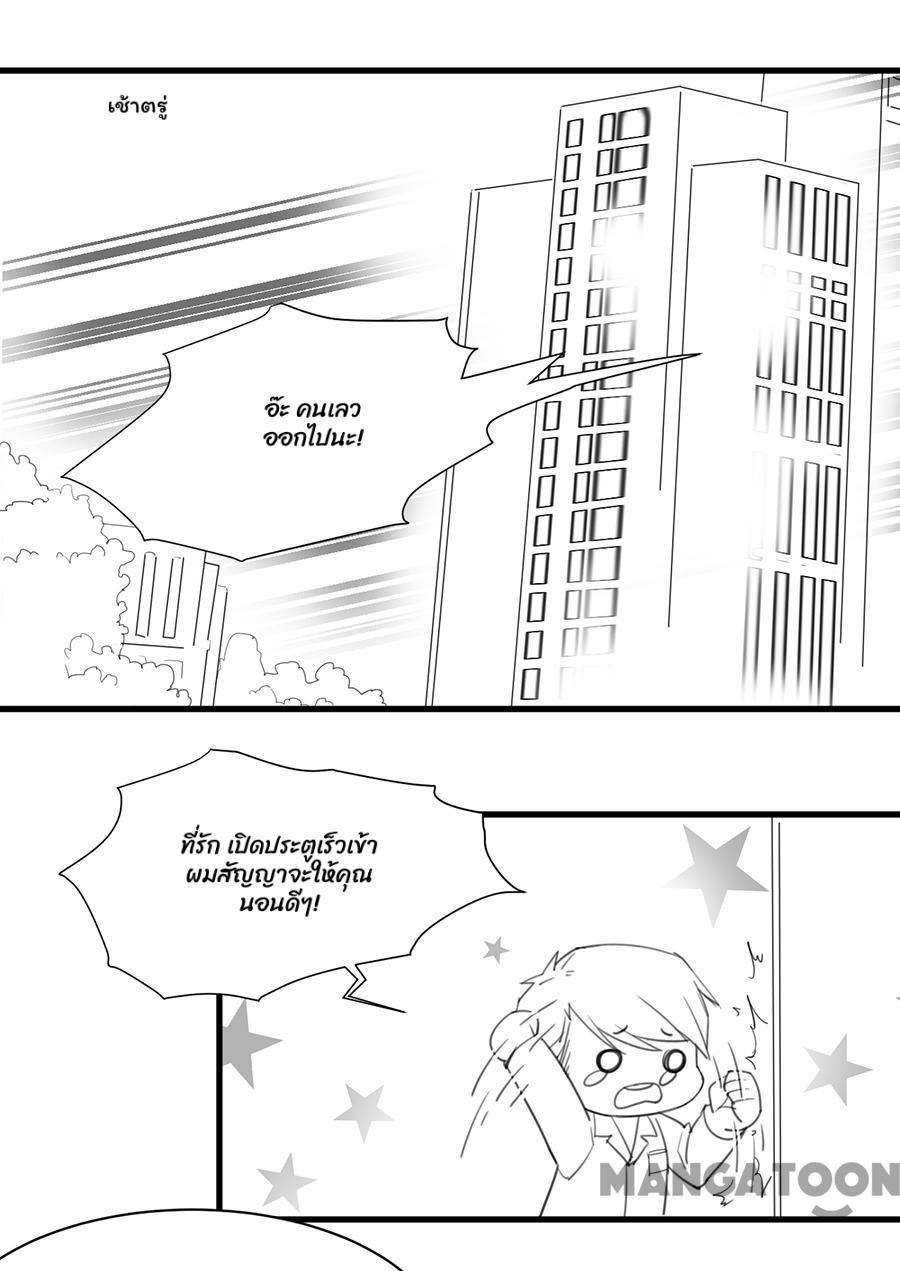 เช้าตรู่
อ๊ะ คนเลว
ออกไปนะ!
ที่รัก เปิดประตูเร็วเข้า
ผมสัญญาจะให้คุณ
นอนดีๆ!
MANGATOON